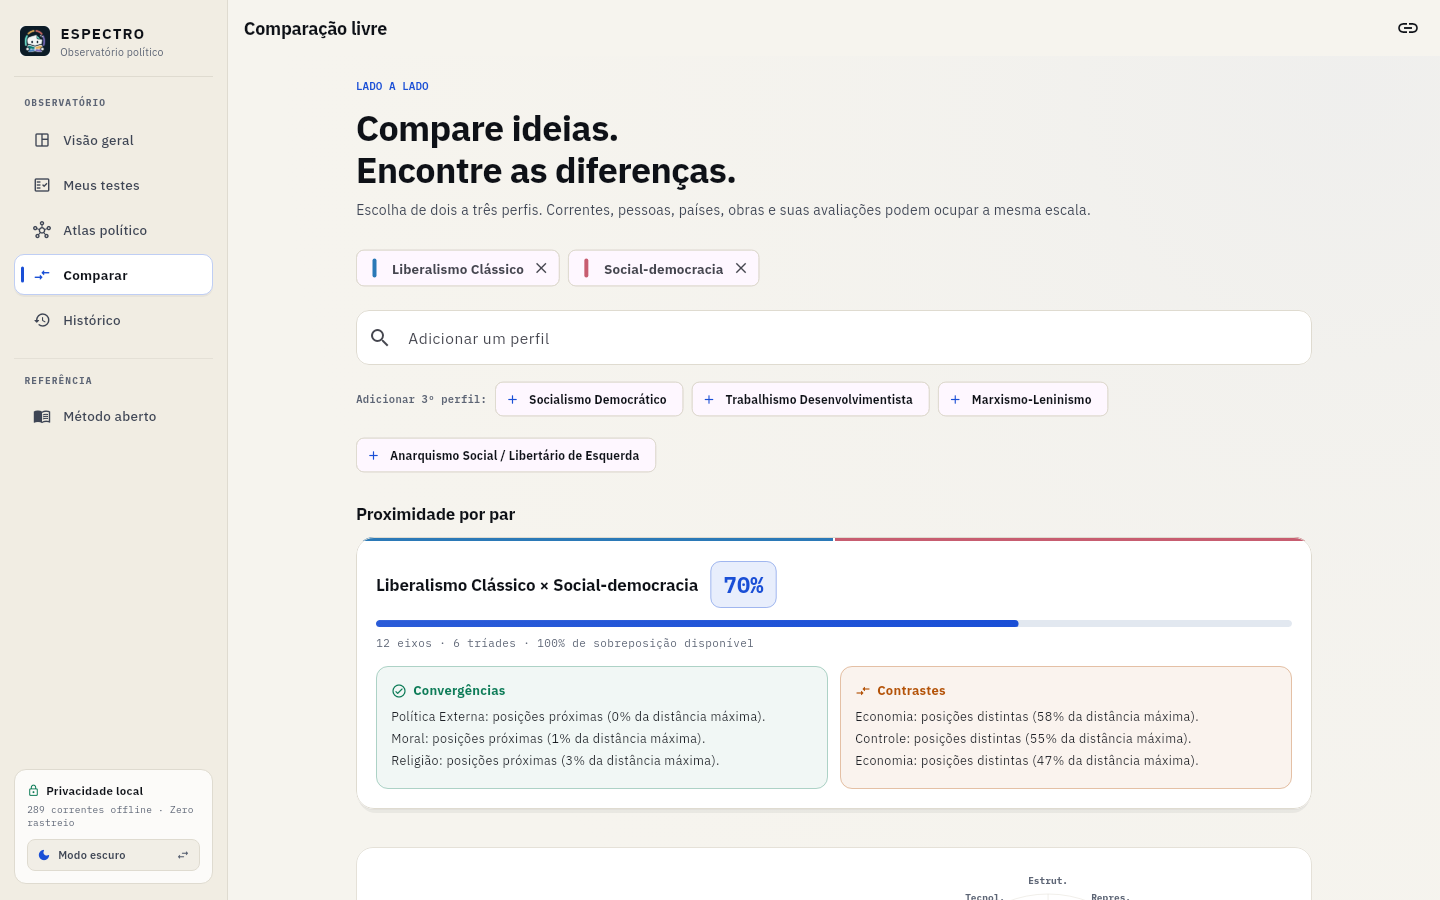 ESPECTRO
Observatório político
OBSERVATÓRIO
Visão geral
Meus testes
Atlas político
Comparar
Histórico
REFERÊNCIA
Método aberto
Privacidade local
289 correntes offline · Zero
rastreio
Modo escuro
Comparação livre
LADO A LADO
Compare ideias.
Encontre as diferenças.
Escolha de dois a três perfis. Correntes, pessoas, países, obras e suas avaliações podem ocupar a mesma escala.
Liberalismo Clássico
Social-democracia
Adicionar um perfil
Adicionar 3º perfil:
Socialismo Democrático
Trabalhismo Desenvolvimentista
Marxismo-Leninismo
Anarquismo Social / Libertário de Esquerda
Proximidade por par
Liberalismo Clássico × Social-democracia
70%
12 eixos · 6 tríades · 100% de sobreposição disponível
Convergências
Política Externa: posições próximas (0% da distância máxima).
Moral: posições próximas (1% da distância máxima).
Religião: posições próximas (3% da distância máxima).
Contrastes
Economia: posições distintas (58% da distância máxima).
Controle: posições distintas (55% da distância máxima).
Economia: posições distintas (47% da distância máxima).
Estrut.
Tecnol.
Repres.